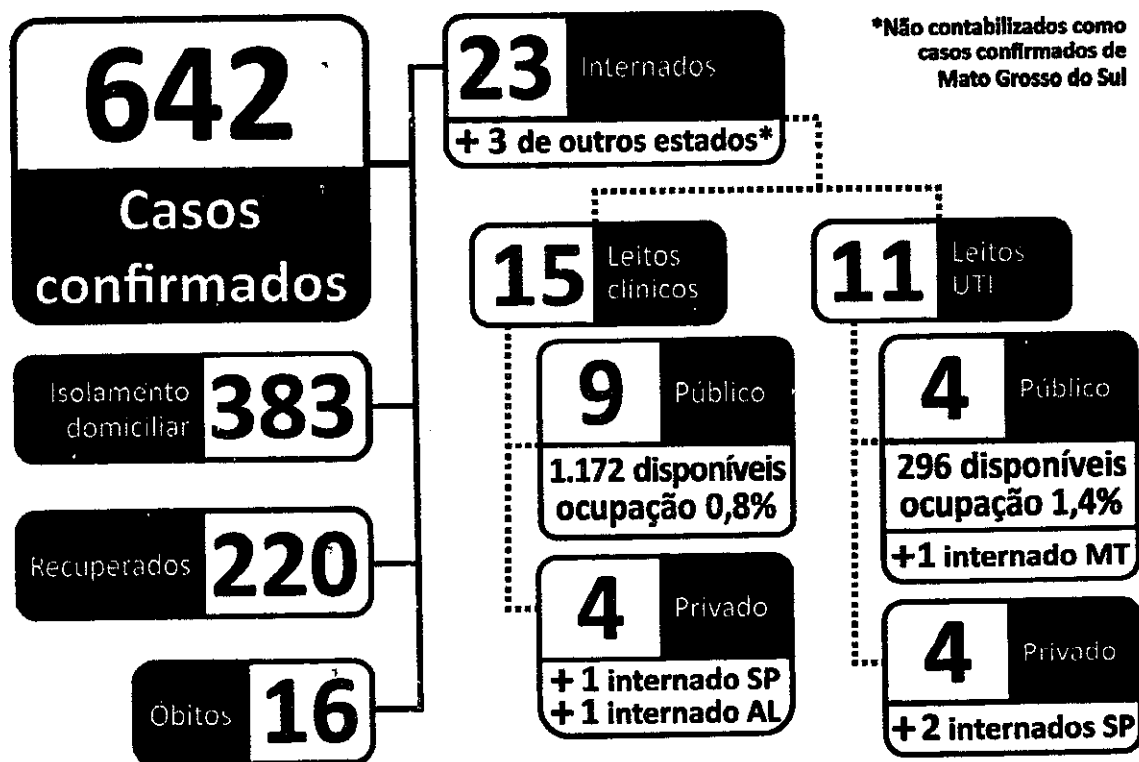 642
Casos
confirmados
23
Internados
+ 3 de outros estados*
*Não contabilizados como
casos confirmados de
Mato Grosso do Sul
15
Leitos
clínicos
11
Leitos
UTI
Isolamento
domiciliar
383
9
Público
1.172 disponíveis
ocupação 0,8%
4
Público
296 disponíveis
ocupação 1,4%
+1 internado MT
Recuperados
220
4
Privado
+ 1 internado SP
+ 1 internado AL
4
Privado
+ 2 internados SP
Óbitos
16